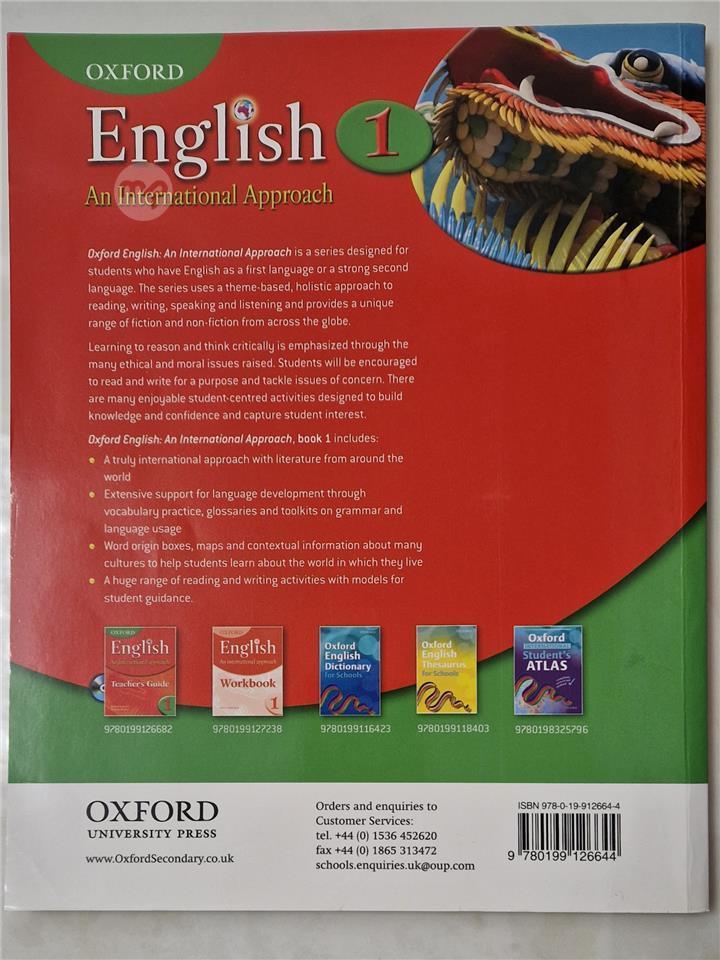 OXFORD
English 1
An International Approach
Oxford English: An International Approach is a series designed for
students who have English as a first language or a strong second
language. The series uses a theme-based, holistic approach to
reading, writing, speaking and listening and provides a unique
range of fiction and non-fiction from across the globe.
Learning to reason and think critically is emphasized through the
many ethical and moral issues raised. Students will be encouraged
to read and write for a purpose and tackle issues of concern. There
are many enjoyable student-centred activities designed to build
knowledge and confidence and capture student interest.
Oxford English: An International Approach, book 1 includes:
A truly international approach with literature from around the
world
Extensive support for language development through
vocabulary practice, glossaries and toolkits on grammar and
language usage
Word origin boxes, maps and contextual information about many
cultures to help students learn about the world in which they live
A huge range of reading and writing activities with models for
student guidance.
OXFORD
English
An international approach
Teacher's Guide
1
OXFORD
English
An international approach
Workbook
1
Oxford
English
Dictionary
for Schools
Oxford
English
Thesaurus
for Schools
Oxford
INTERNATIONAL
Student's
ATLAS
9780199126682 9780199127238 9780199116423 9780199118403 9780198325796
OXFORD
UNIVERSITY PRESS
www.OxfordSecondary.co.uk
Orders and enquiries to
Customer Services:
tel. +44 (0) 1536 452620
fax +44 (0) 1865 313472
schools.enquiries.uk@oup.com
ISBN 978-0-19-912664-4
9 780199 126644